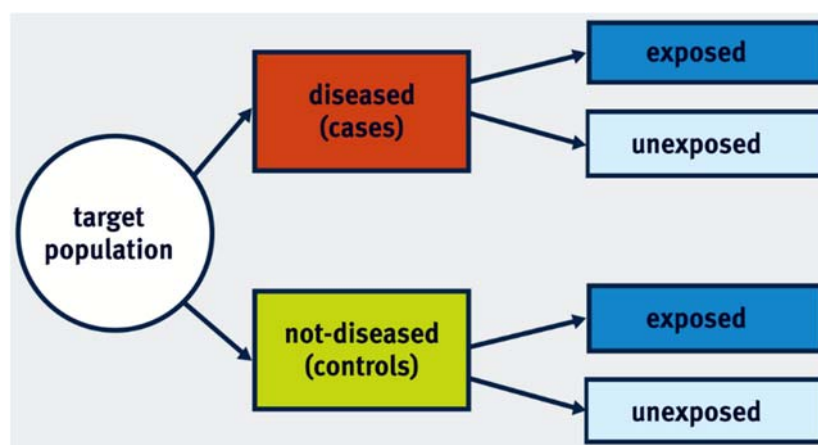 target
population
diseased
(cases)
exposed
unexposed
not-diseased
(controls)
exposed
unexposed